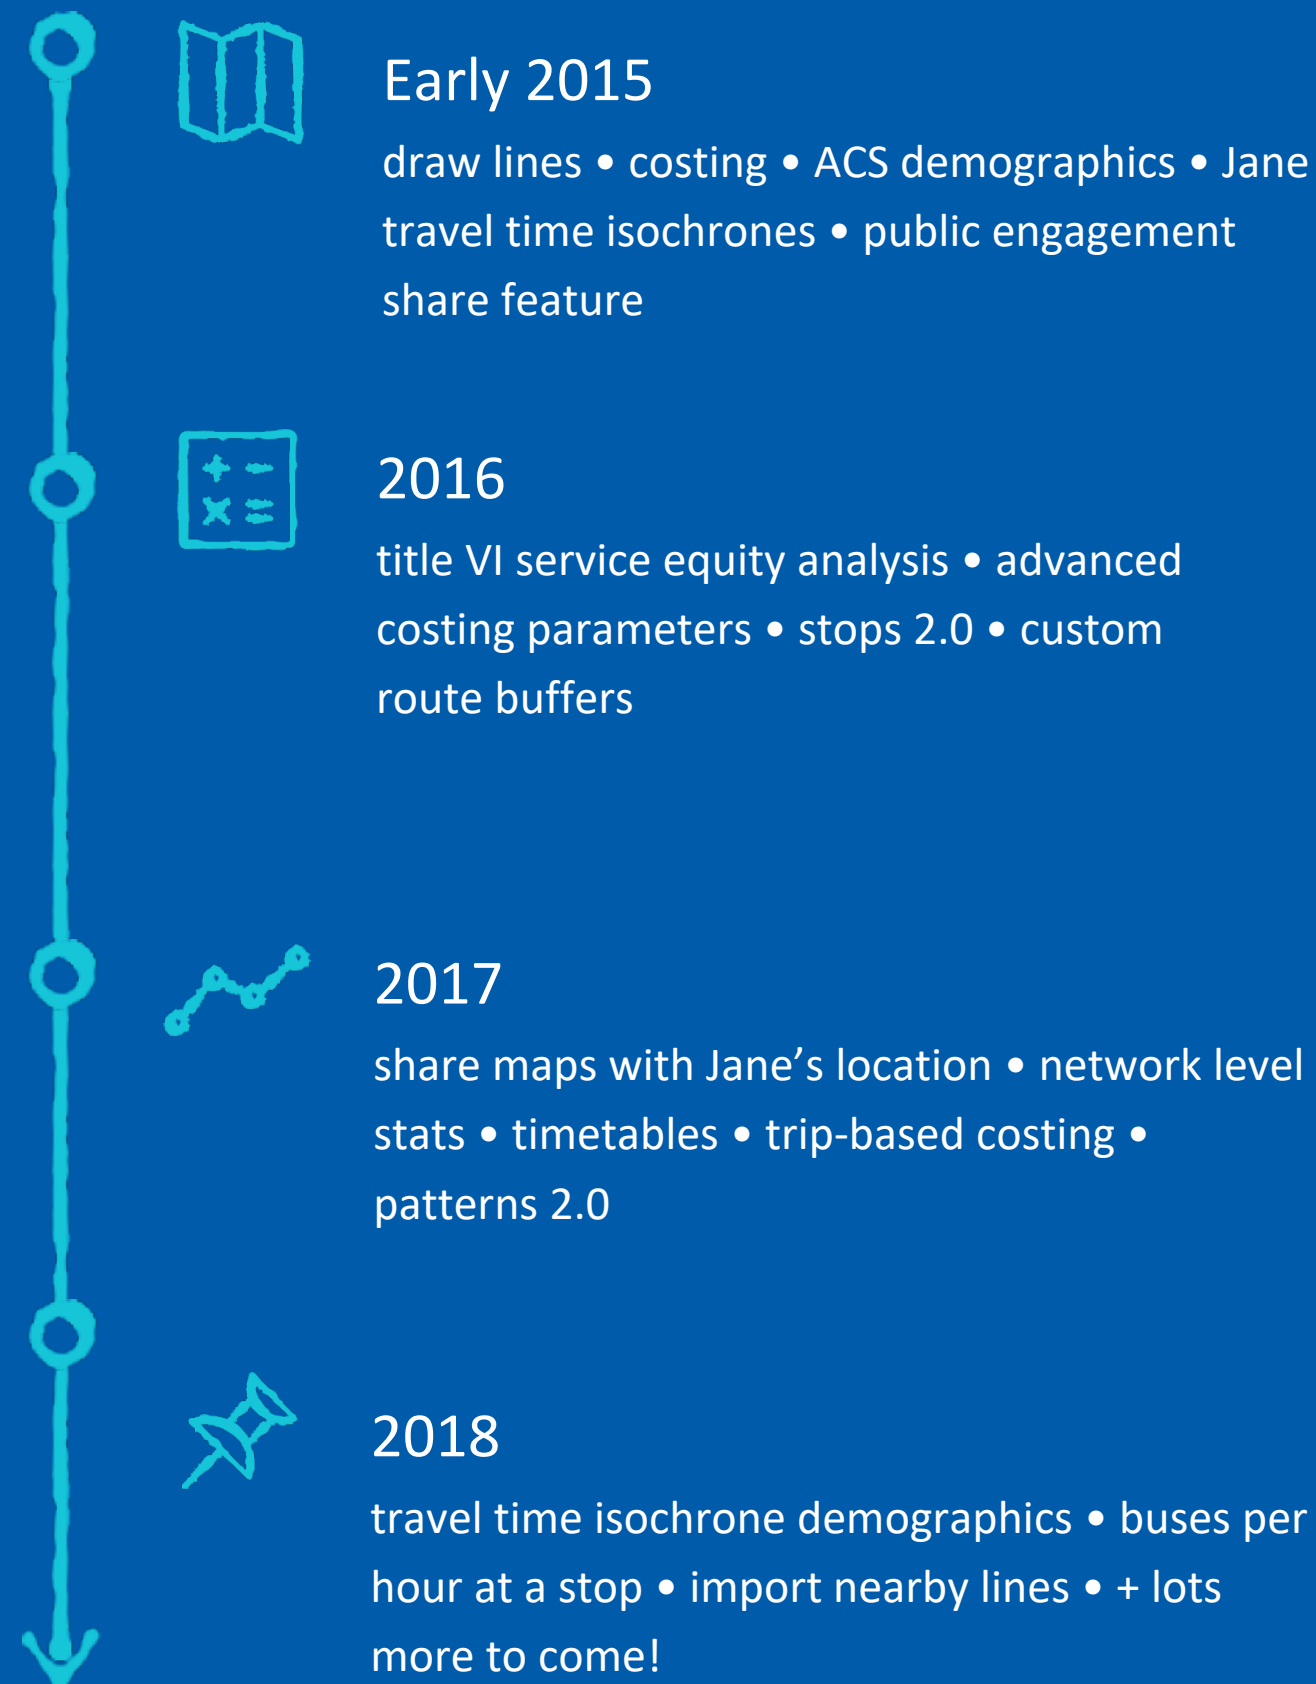 Early 2015
draw lines • costing • ACS demographics • Jane
travel time isochrones • public engagement
share feature
2016
title VI service equity analysis • advanced
costing parameters • stops 2.0 • custom
route buffers
2017
share maps with Jane’s location • network level
stats • timetables • trip-based costing •
patterns 2.0
2018
travel time isochrone demographics • buses per
hour at a stop • import nearby lines • + lots
more to come!